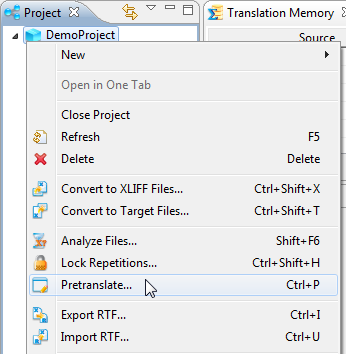 Project
Translation Memory
DemoProject
Source
New
Open in One Tab
Close Project
Refresh F5
Delete Delete
Convert to XLIFF Files... Ctrl+Shift+X
Convert to Target Files... Ctrl+Shift+T
Analyze Files... Shift+F6
Lock Repetitions... Ctrl+Shift+H
Pretranslate... Ctrl+P
Export RTF... Ctrl+I
Import RTF... Ctrl+U